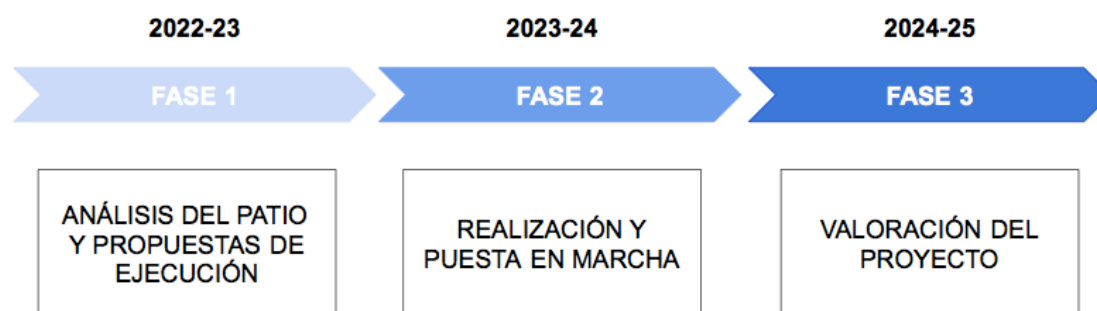 2022-23
2023-24
2024-25
FASE 1
FASE 2
FASE 3
ANÁLISIS DEL PATIO
Y PROPUESTAS DE
EJECUCIÓN
REALIZACIÓN Y
PUESTA EN MARCHA
VALORACIÓN DEL
PROYECTO